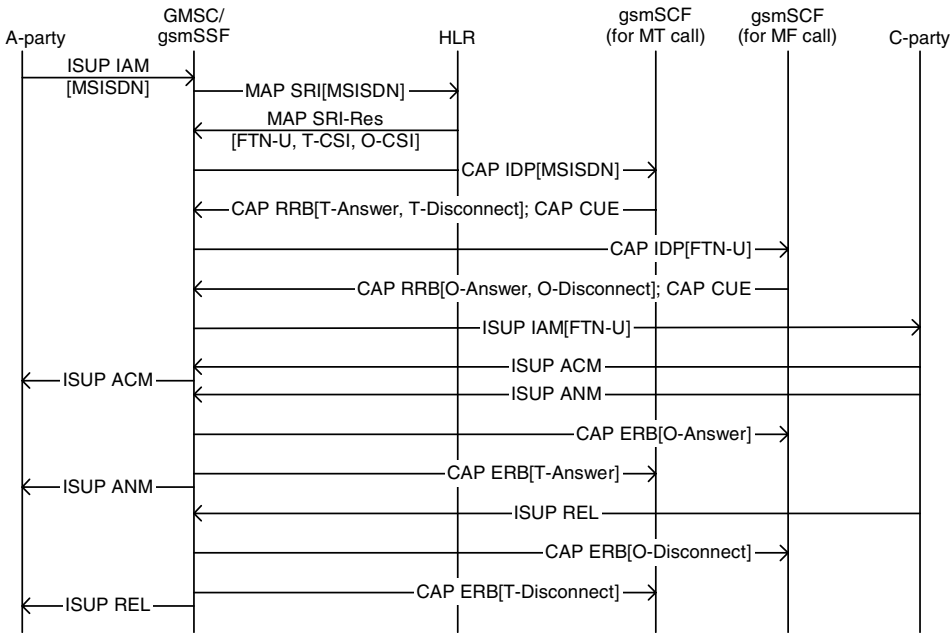 A-party
GMSC/
gsmSSF
HLR
gsmSCF
(for MT call)
gsmSCF
(for MF call)
C-party
ISUP IAM
[MSISDN]
MAP SRI[MSISDN]
MAP SRI-Res
[FTN-U, T-CSI, O-CSI]
CAP IDP[MSISDN]
CAP RRB[T-Answer, T-Disconnect]; CAP CUE
CAP IDP[FTN-U]
CAP RRB[O-Answer, O-Disconnect]; CAP CUE
ISUP IAM[FTN-U]
ISUP ACM
ISUP ACM
ISUP ANM
CAP ERB[O-Answer]
CAP ERB[T-Answer]
ISUP ANM
ISUP REL
CAP ERB[O-Disconnect]
CAP ERB[T-Disconnect]
ISUP REL